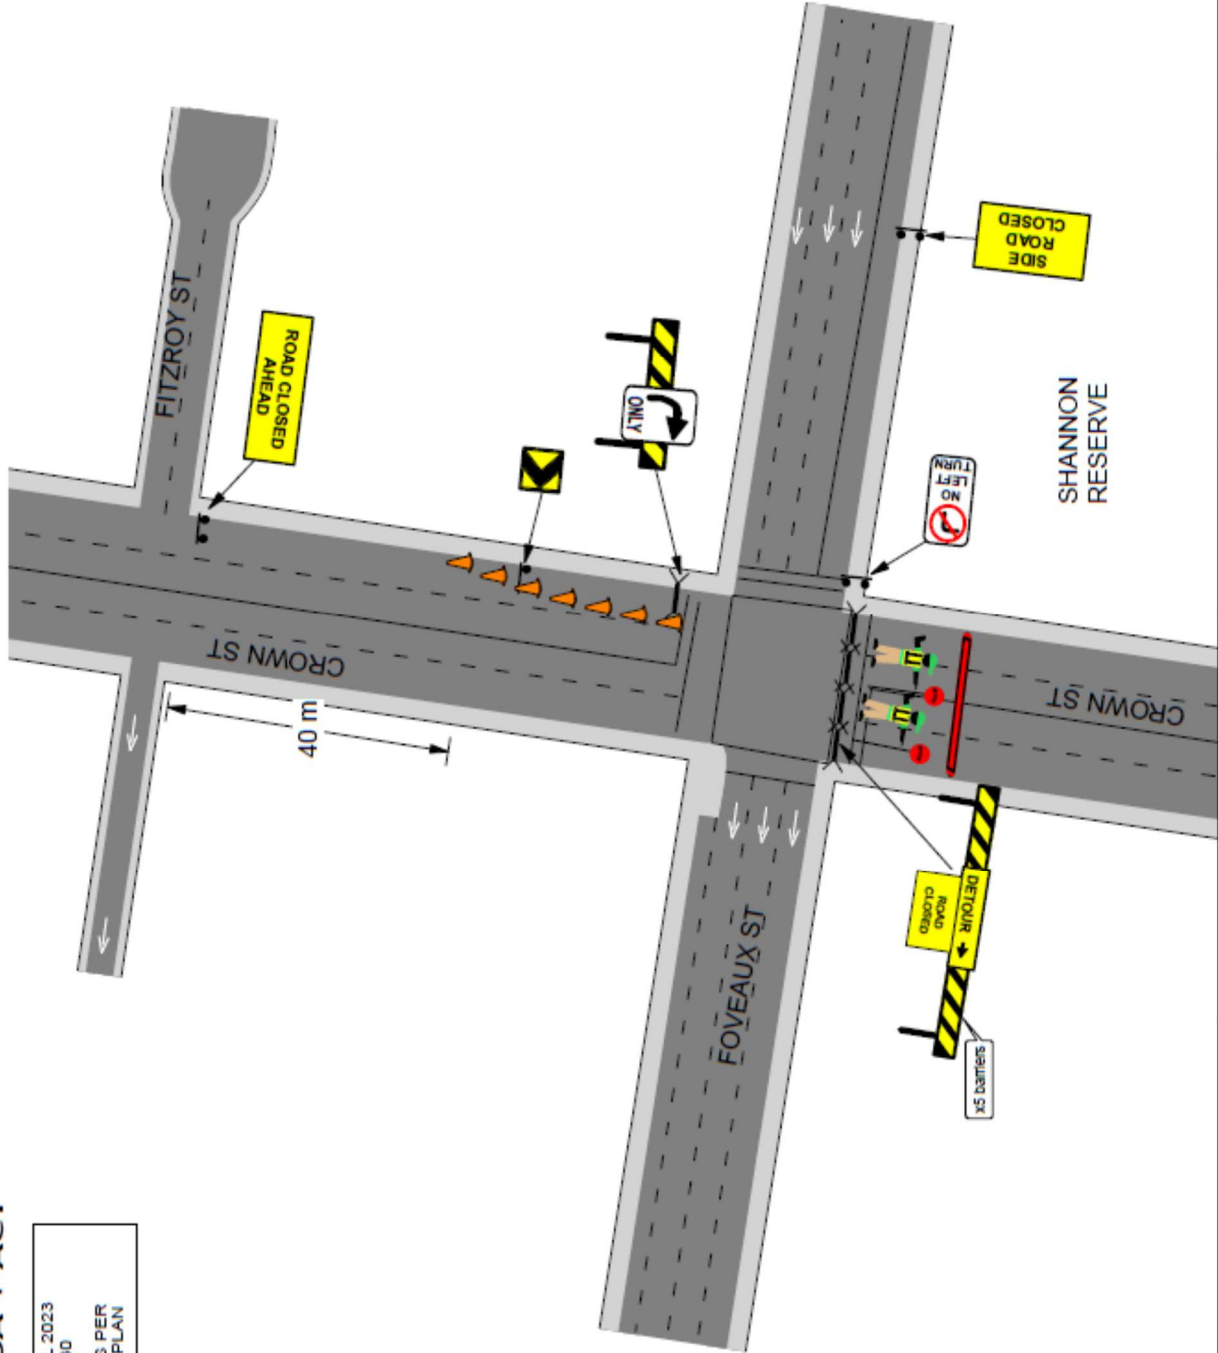 FITZROY ST
ROAD CLOSED
AHEAD
ONLY
SIDE
ROAD
CLOSED
SHANNON
RESERVE
NO
LEFT
TURN
CROWN ST
CROWN ST
40 m
FOVEAUX ST
ROAD
CLOSED
DETOUR
x5 barriers
2023
PER
PLAN